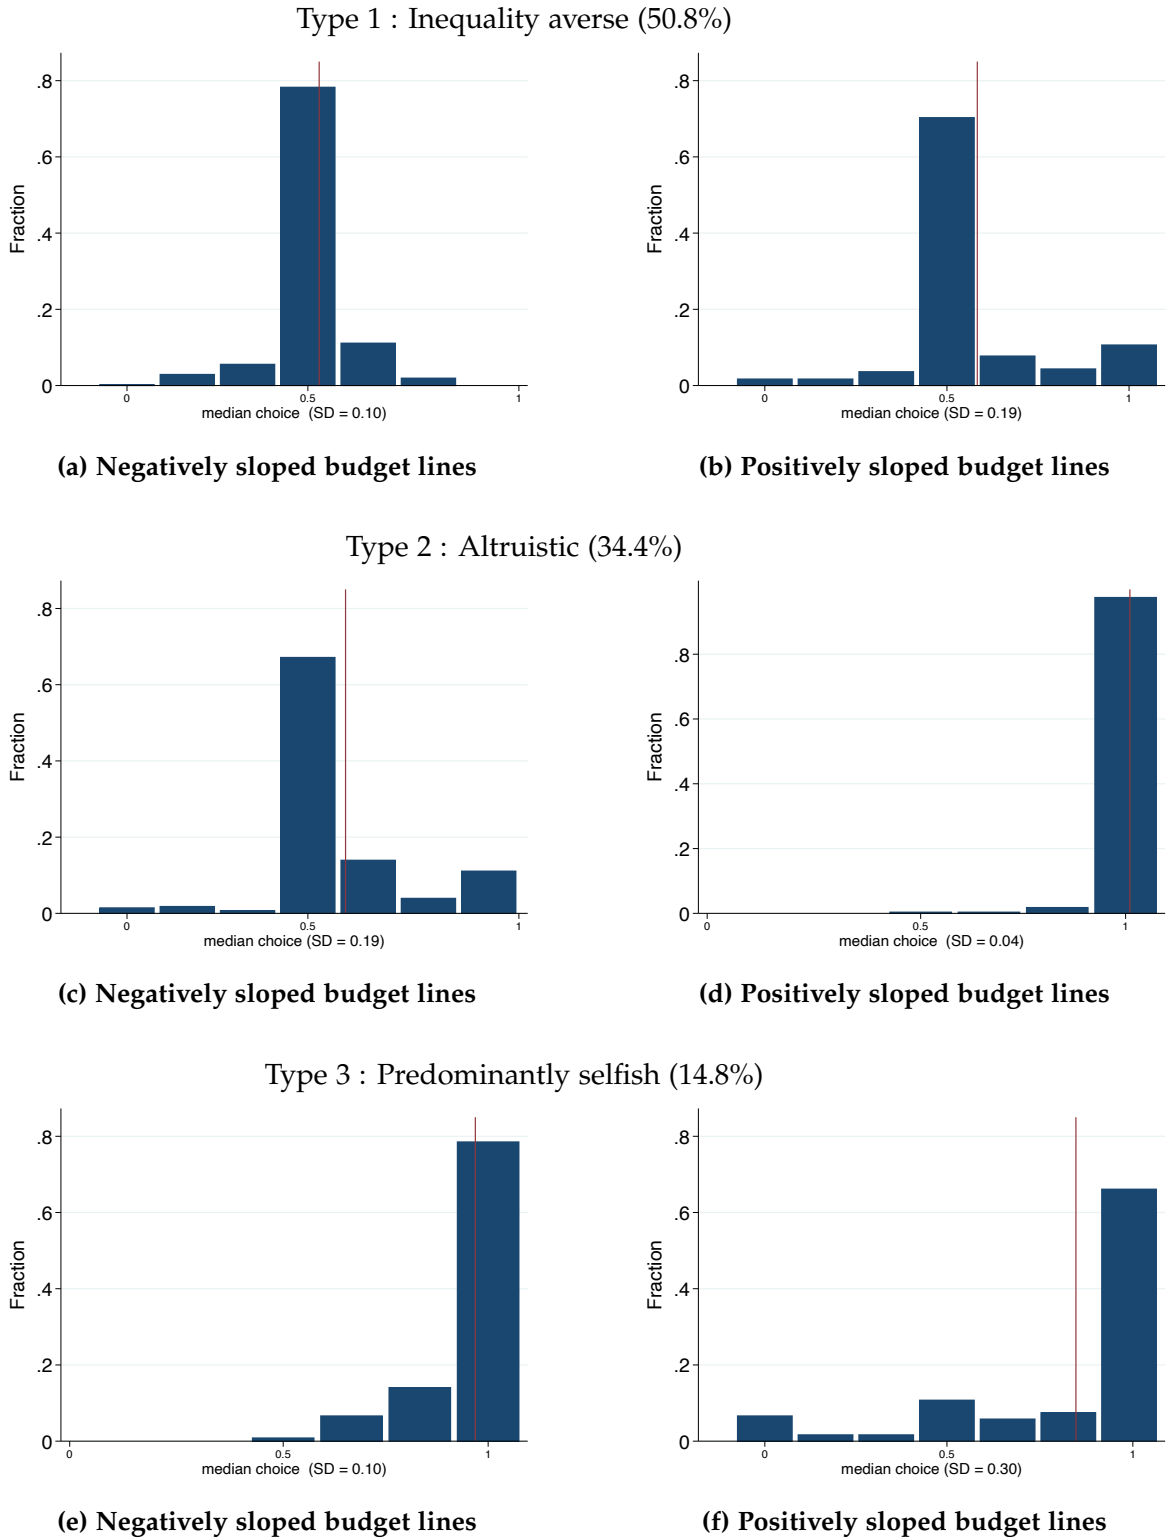 Type 1 : Inequality averse (50.8%)
Fraction
.8
.6
.4
.2
0
0 0.5 1
median choice (SD = 0.10)
(a) Negatively sloped budget lines
Fraction
.8
.6
.4
.2
0
0 0.5 1
median choice (SD = 0.19)
(b) Positively sloped budget lines
Type 2 : Altruistic (34.4%)
Fraction
.8
.6
.4
.2
0
0 0.5 1
median choice (SD = 0.19)
(c) Negatively sloped budget lines
Fraction
.8
.6
.4
.2
0
0 0.5 1
median choice (SD = 0.04)
(d) Positively sloped budget lines
Type 3 : Predominantly selfish (14.8%)
Fraction
.8
.6
.4
.2
0
0 0.5 1
median choice (SD = 0.10)
(e) Negatively sloped budget lines
Fraction
.8
.6
.4
.2
0
0 0.5 1
median choice (SD = 0.30)
(f) Positively sloped budget lines